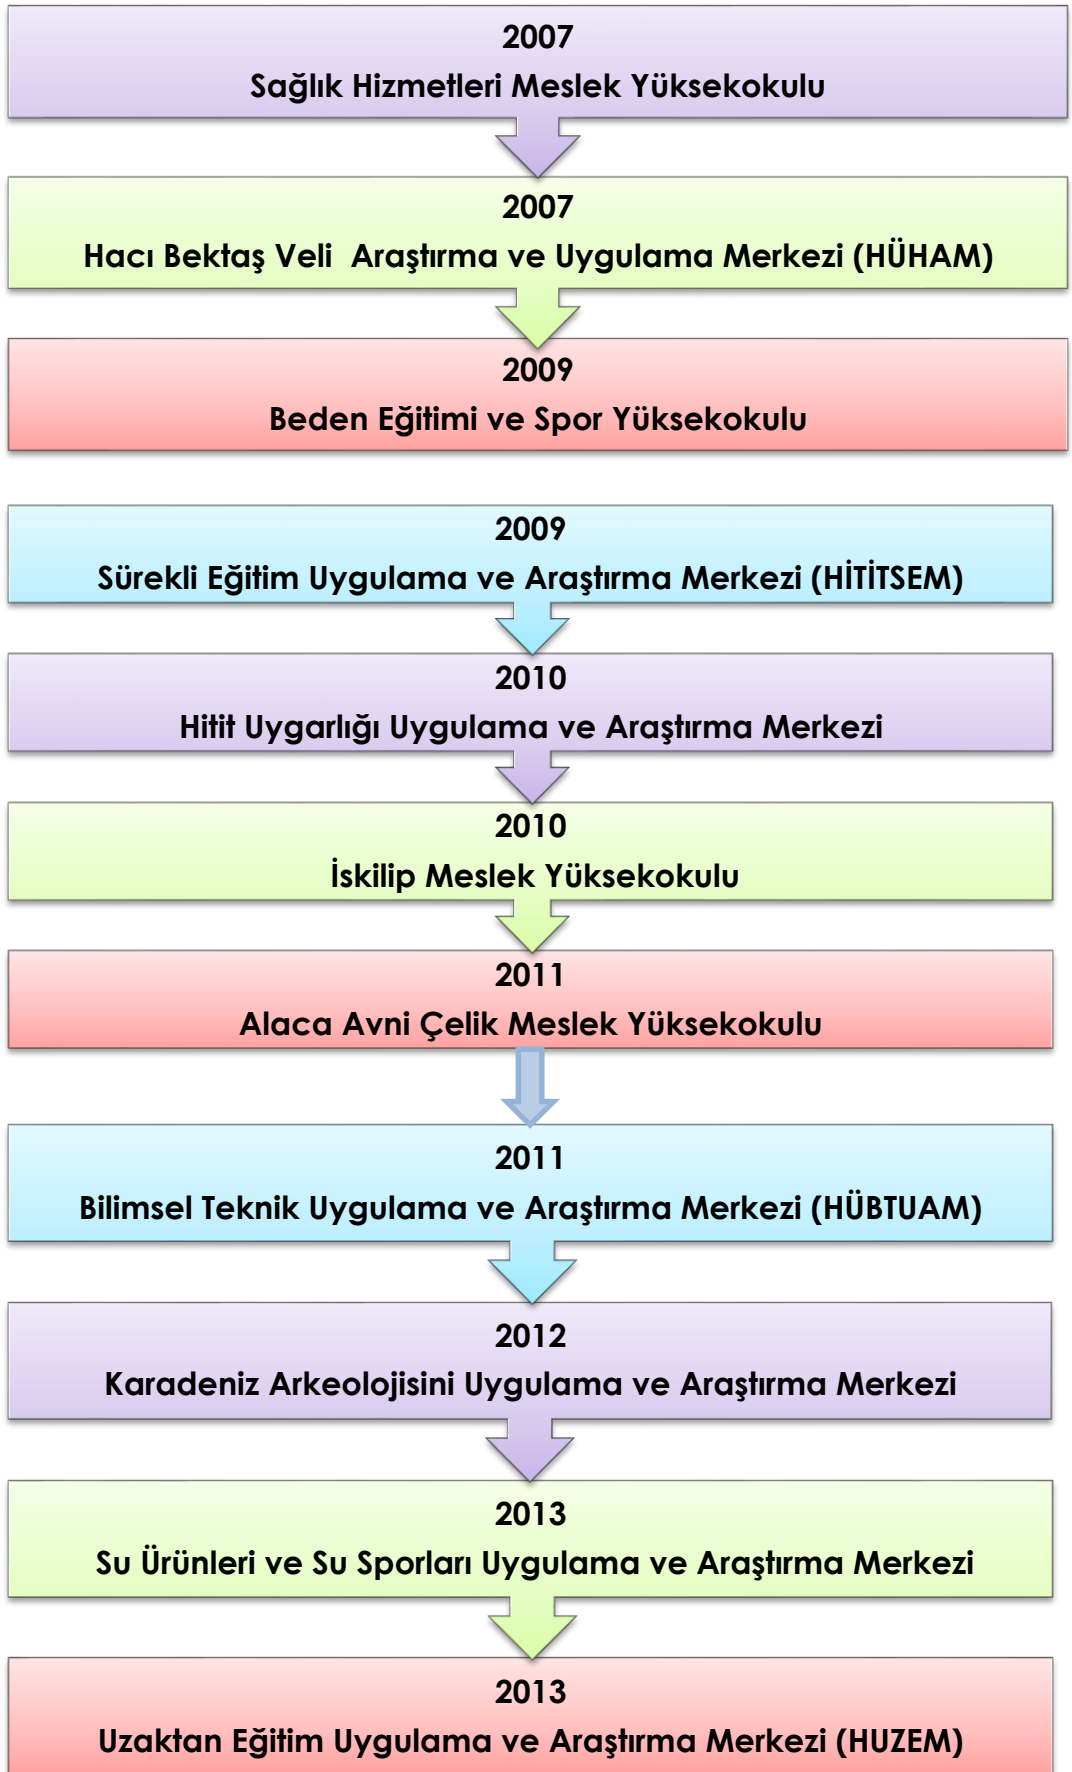 2007
Sağlık Hizmetleri Meslek Yüksekokulu
2007
Hacı Bektaş Veli  Araştırma ve Uygulama Merkezi (HÜHAM)
2009
Beden Eğitimi ve Spor Yüksekokulu
2009
Sürekli Eğitim Uygulama ve Araştırma Merkezi (HİTİTSEM)
2010
Hitit Uygarlığı Uygulama ve Araştırma Merkezi
2010
İskilip Meslek Yüksekokulu
2011
Alaca Avni Çelik Meslek Yüksekokulu
2011
Bilimsel Teknik Uygulama ve Araştırma Merkezi (HÜBTUAM)
2012
Karadeniz Arkeolojisini Uygulama ve Araştırma Merkezi
2013
Su Ürünleri ve Su Sporları Uygulama ve Araştırma Merkezi
2013
Uzaktan Eğitim Uygulama ve Araştırma Merkezi (HUZEM)